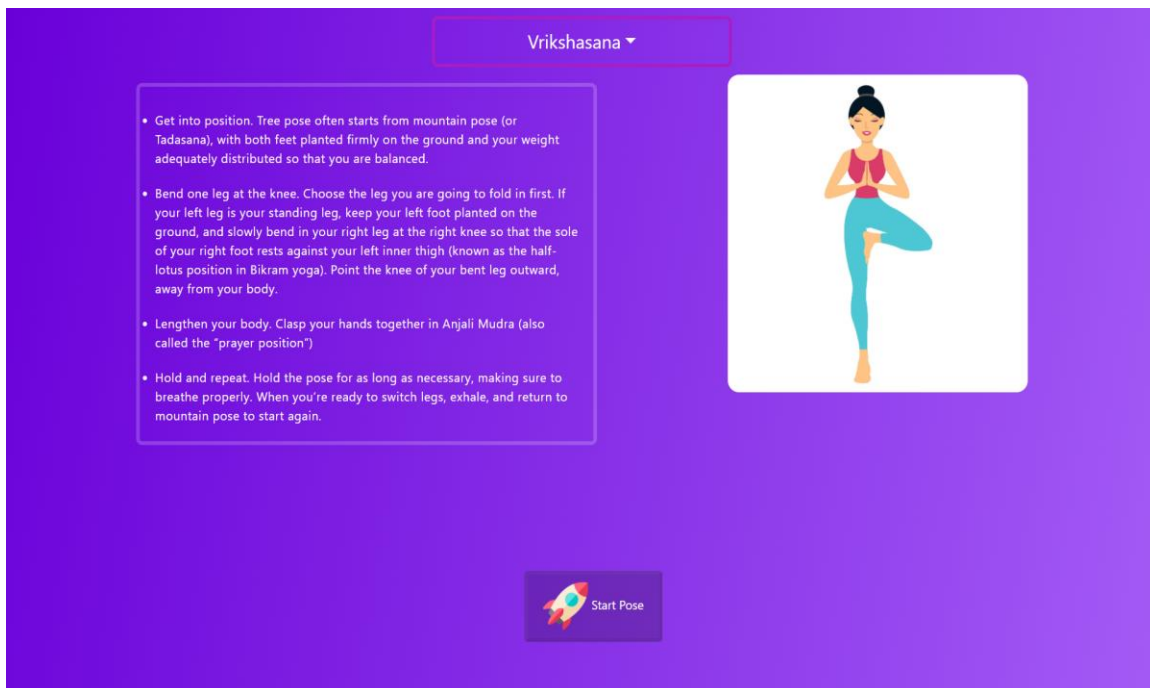 Vrikshasana
Get into position. Tree pose often starts from mountain pose (or
Tadasana), with both feet planted firmly on the ground and your weight
adequately distributed so that you are balanced.
Bend one leg at the knee. Choose the leg you are going to fold in first. If
your left leg is your standing leg, keep your left foot planted on the
ground, and slowly bend in your right leg at the right knee so that the sole
of your right foot rests against your left inner thigh (known as the half-
lotus position in Bikram yoga). Point the knee of your bent leg outward,
away from your body.
Lengthen your body. Clasp your hands together in Anjali Mudra (also
called the “prayer position”)
Hold and repeat. Hold the pose for as long as necessary, making sure to
breathe properly. When you’re ready to switch legs, exhale, and return to
mountain pose to start again.
Start Pose